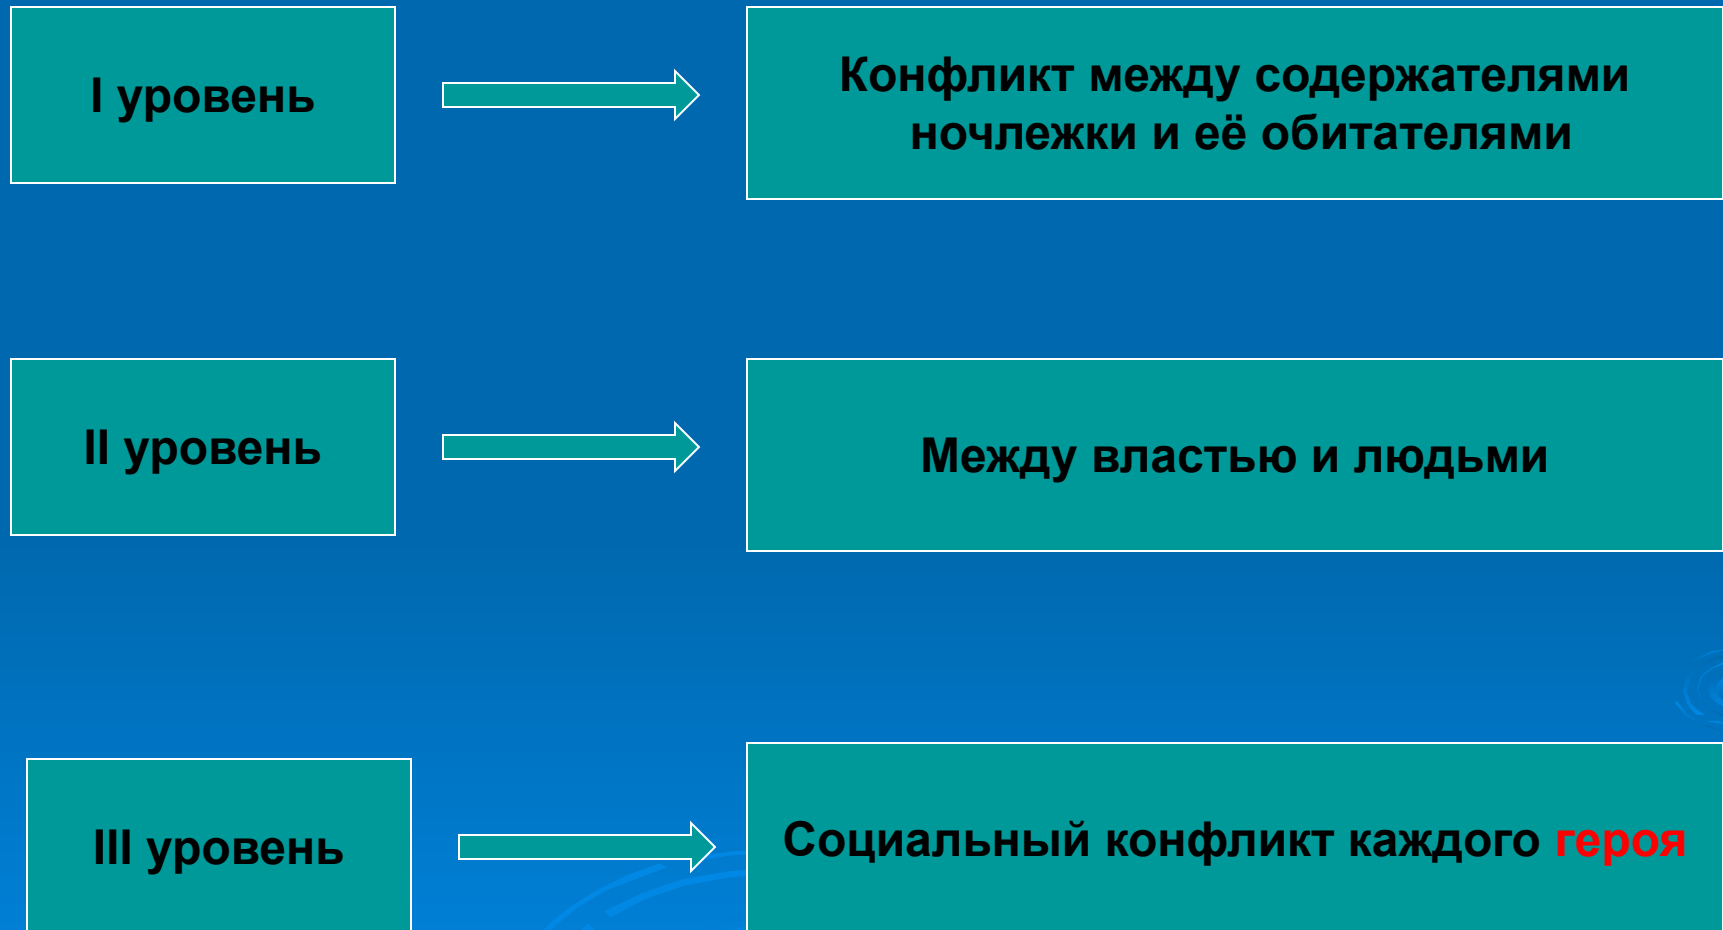 I уровень
Конфликт между содержателями
ночлежки и её обитателями
II уровень
Между властью и людьми
III уровень
Социальный конфликт каждого героя